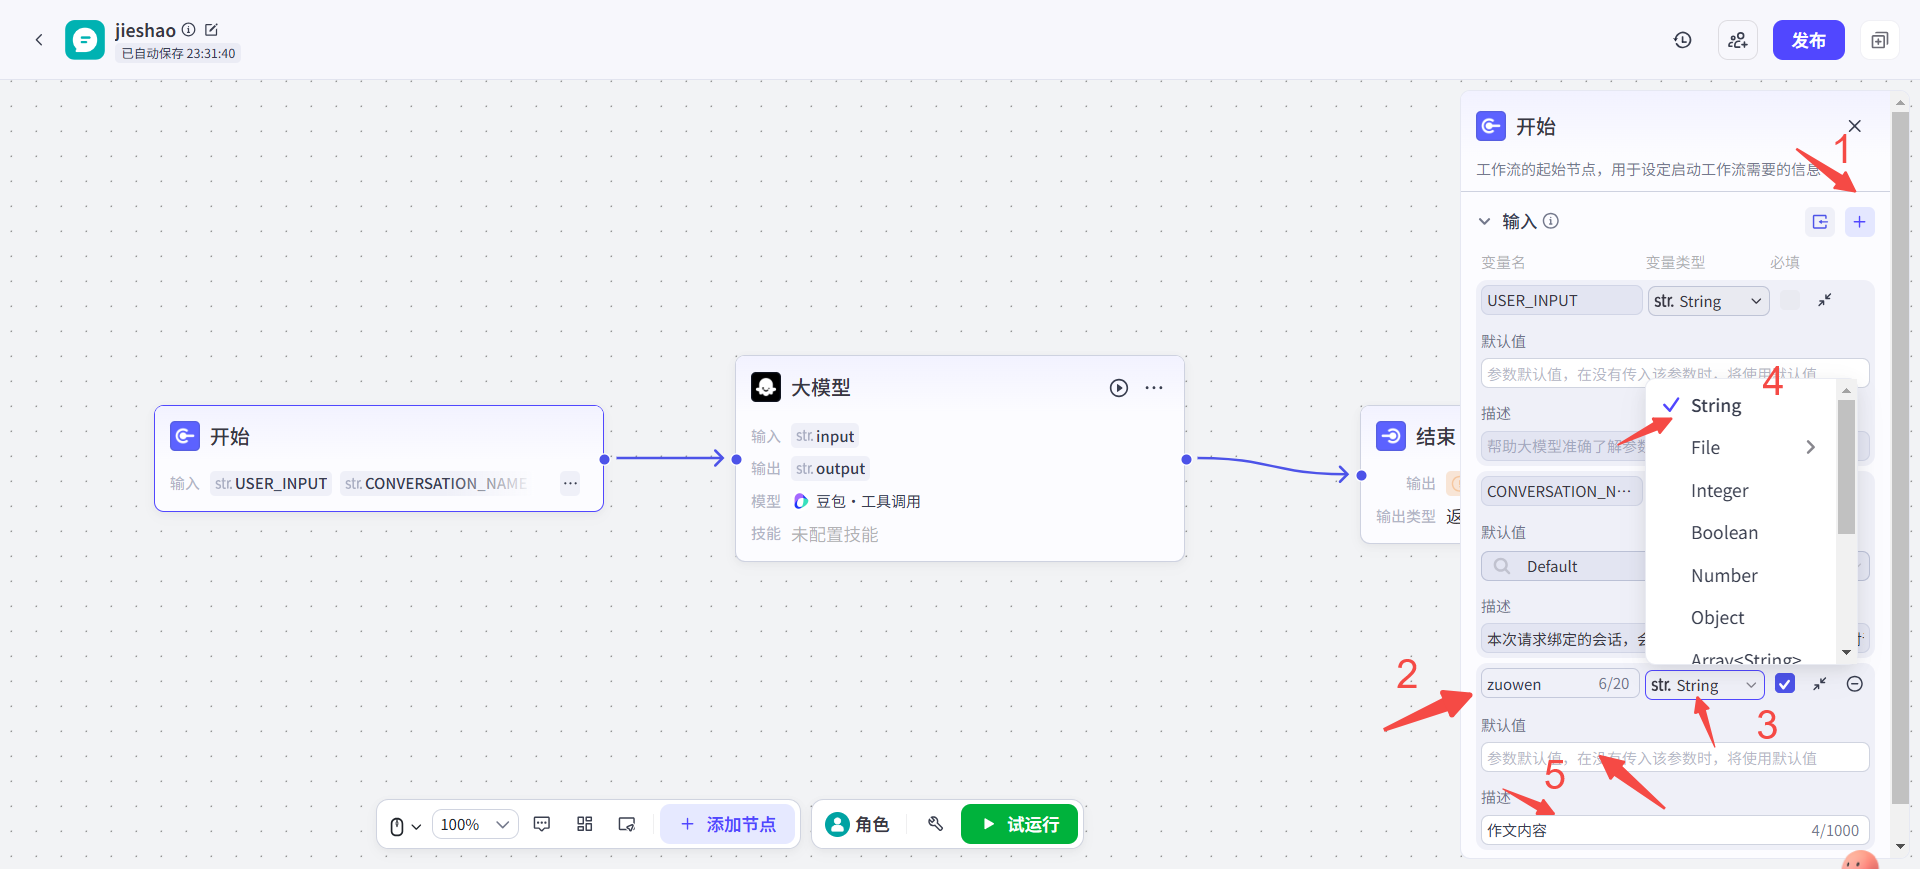 jieshao
已自动保存 23:31:40
发布
开始
工作流的起始节点，用于设定启动工作流需要的信息
1
输入
变量名 变量类型 必填
USER_INPUT str. String
默认值
参数默认值，在没有传入该参数时，将使用默认值
4
描述
帮助大模型准确了解参数
String
File
Integer
Boolean
Number
Object
Array<String>
CONVERSATION_N···
默认值
Default
描述
本次请求绑定的会话，
2
zuowen 6/20 str. String
3
默认值
参数默认值，在没有传入该参数时，将使用默认值
5
描述
作文内容 4/1000
开始
输入 str. USER_INPUT str. CONVERSATION_NAME ···
大模型
输入 str. input
输出 str. output
模型 豆包・工具调用
技能 未配置技能
结束
输出
输出类型 返
100%
添加节点
角色
试运行